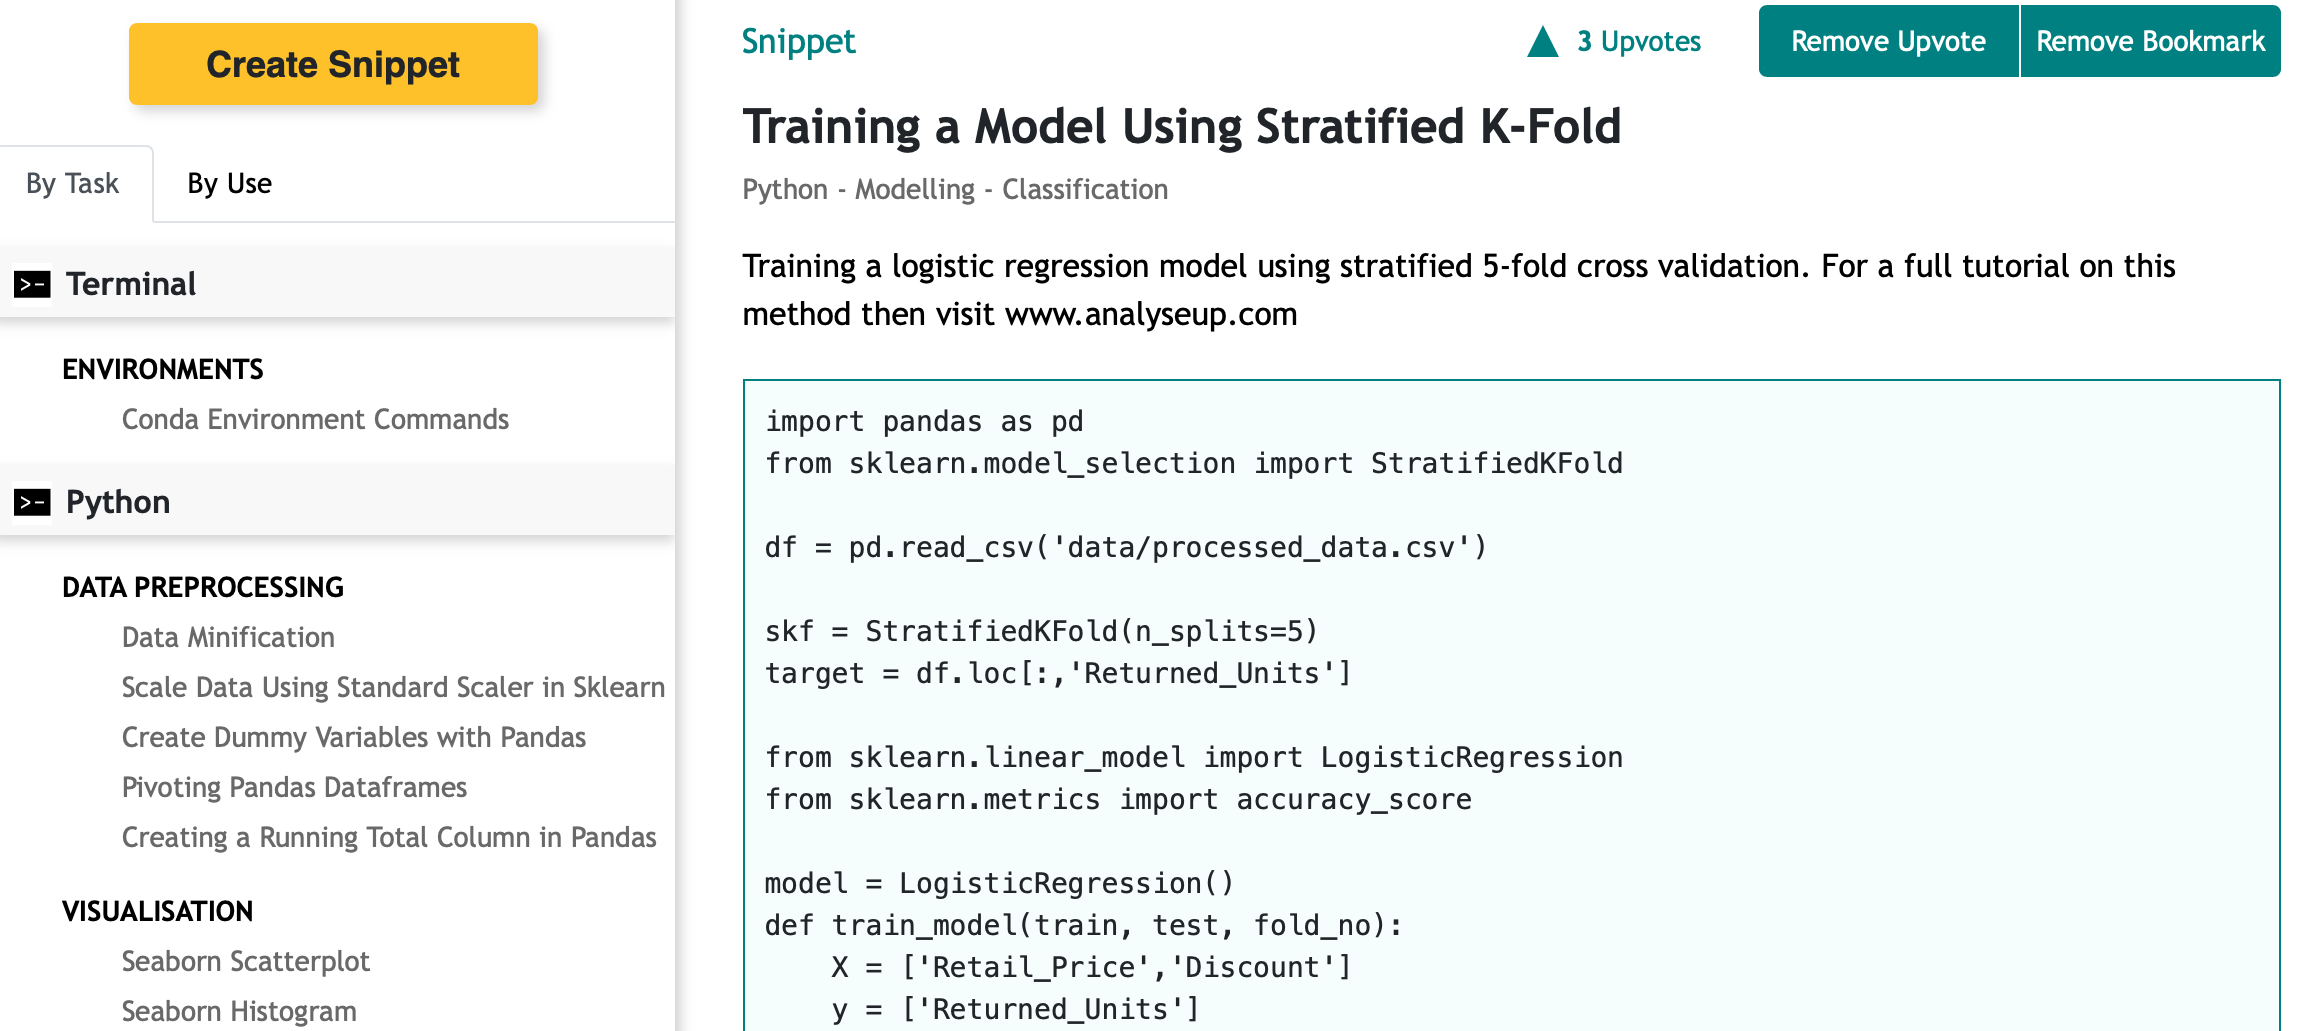 Create Snippet
By Task
By Use
>- Terminal
ENVIRONMENTS
Conda Environment Commands
>- Python
DATA PREPROCESSING
Data Minification
Scale Data Using Standard Scaler in Sklearn
Create Dummy Variables with Pandas
Pivoting Pandas Dataframes
Creating a Running Total Column in Pandas
VISUALISATION
Seaborn Scatterplot
Seaborn Histogram
Snippet
3 Upvotes
Remove Upvote
Remove Bookmark
Training a Model Using Stratified K-Fold
Python - Modelling - Classification
Training a logistic regression model using stratified 5-fold cross validation. For a full tutorial on this
method then visit www.analyseup.com
import pandas as pd
from sklearn.model_selection import StratifiedKFold
df = pd.read_csv('data/processed_data.csv')
skf = StratifiedKFold(n_splits=5)
target = df.loc[:,'Returned_Units']
from sklearn.linear_model import LogisticRegression
from sklearn.metrics import accuracy_score
model = LogisticRegression()
def train_model(train, test, fold_no):
    X = ['Retail_Price','Discount']
    y = ['Returned_Units']